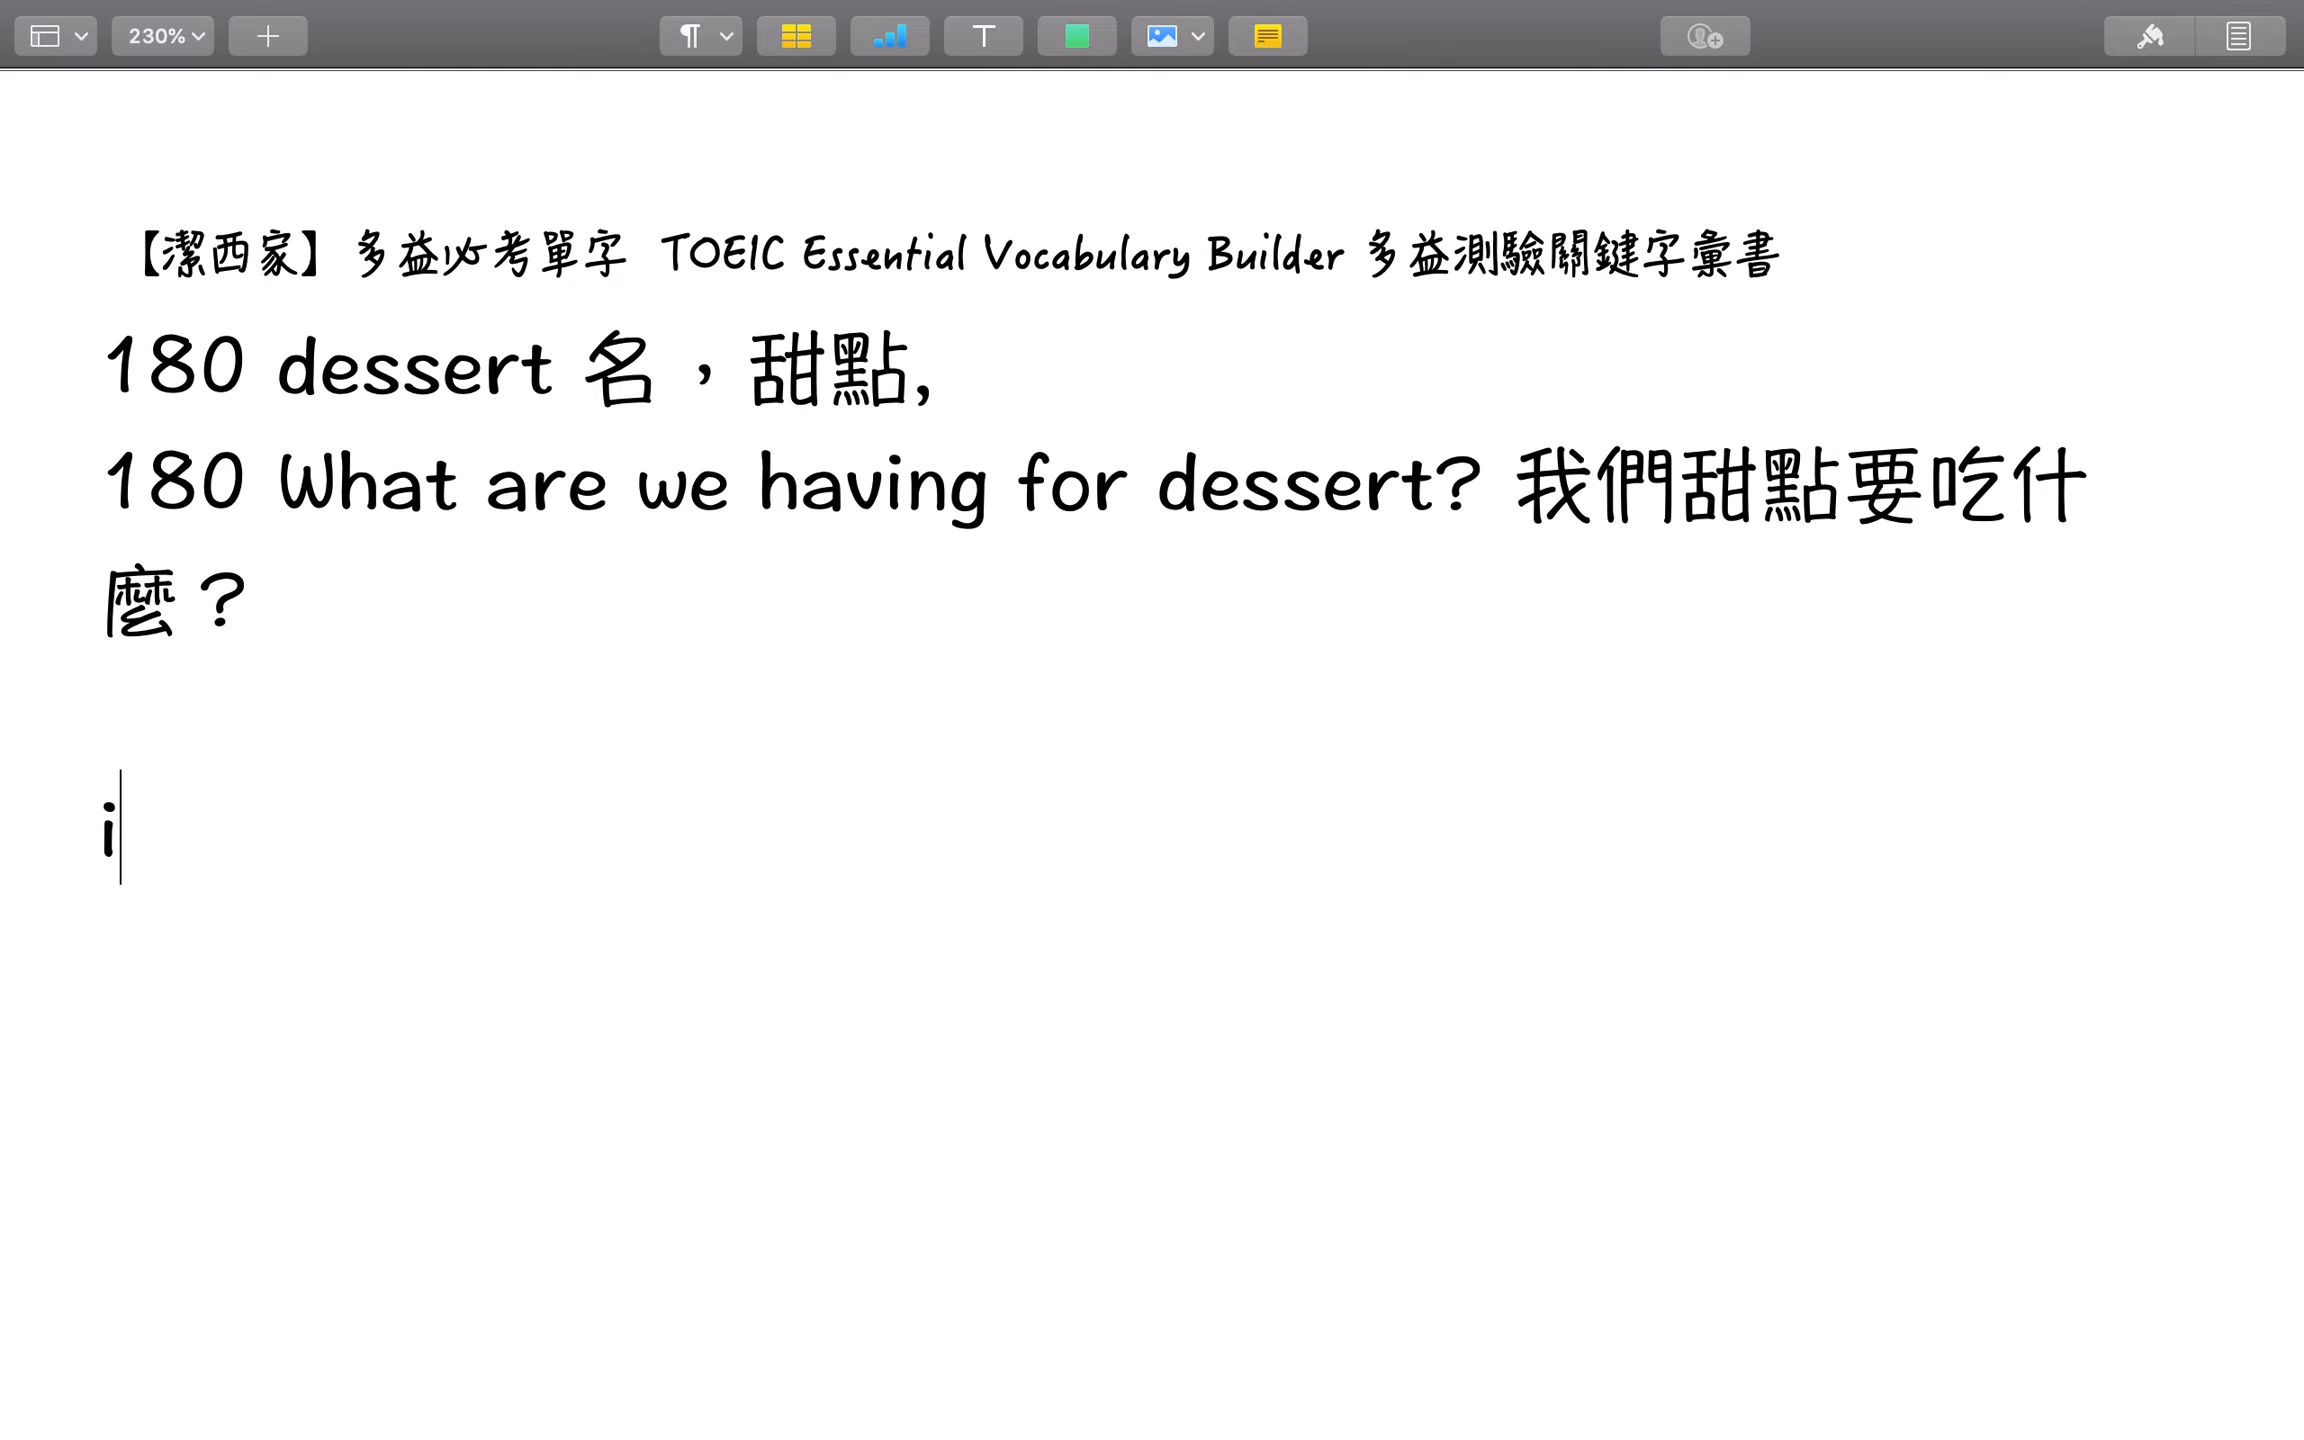 230%
【潔西家】多益必考單字 TOEIC Essential Vocabulary Builder 多益測驗關鍵字彙書
180 dessert 名，甜點,
180 What are we having for dessert? 我們甜點要吃什
麼？
i